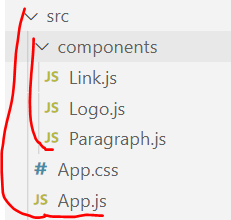 src
components
JS Link.js
JS Logo.js
JS Paragraph.js
# App.css
JS App.js